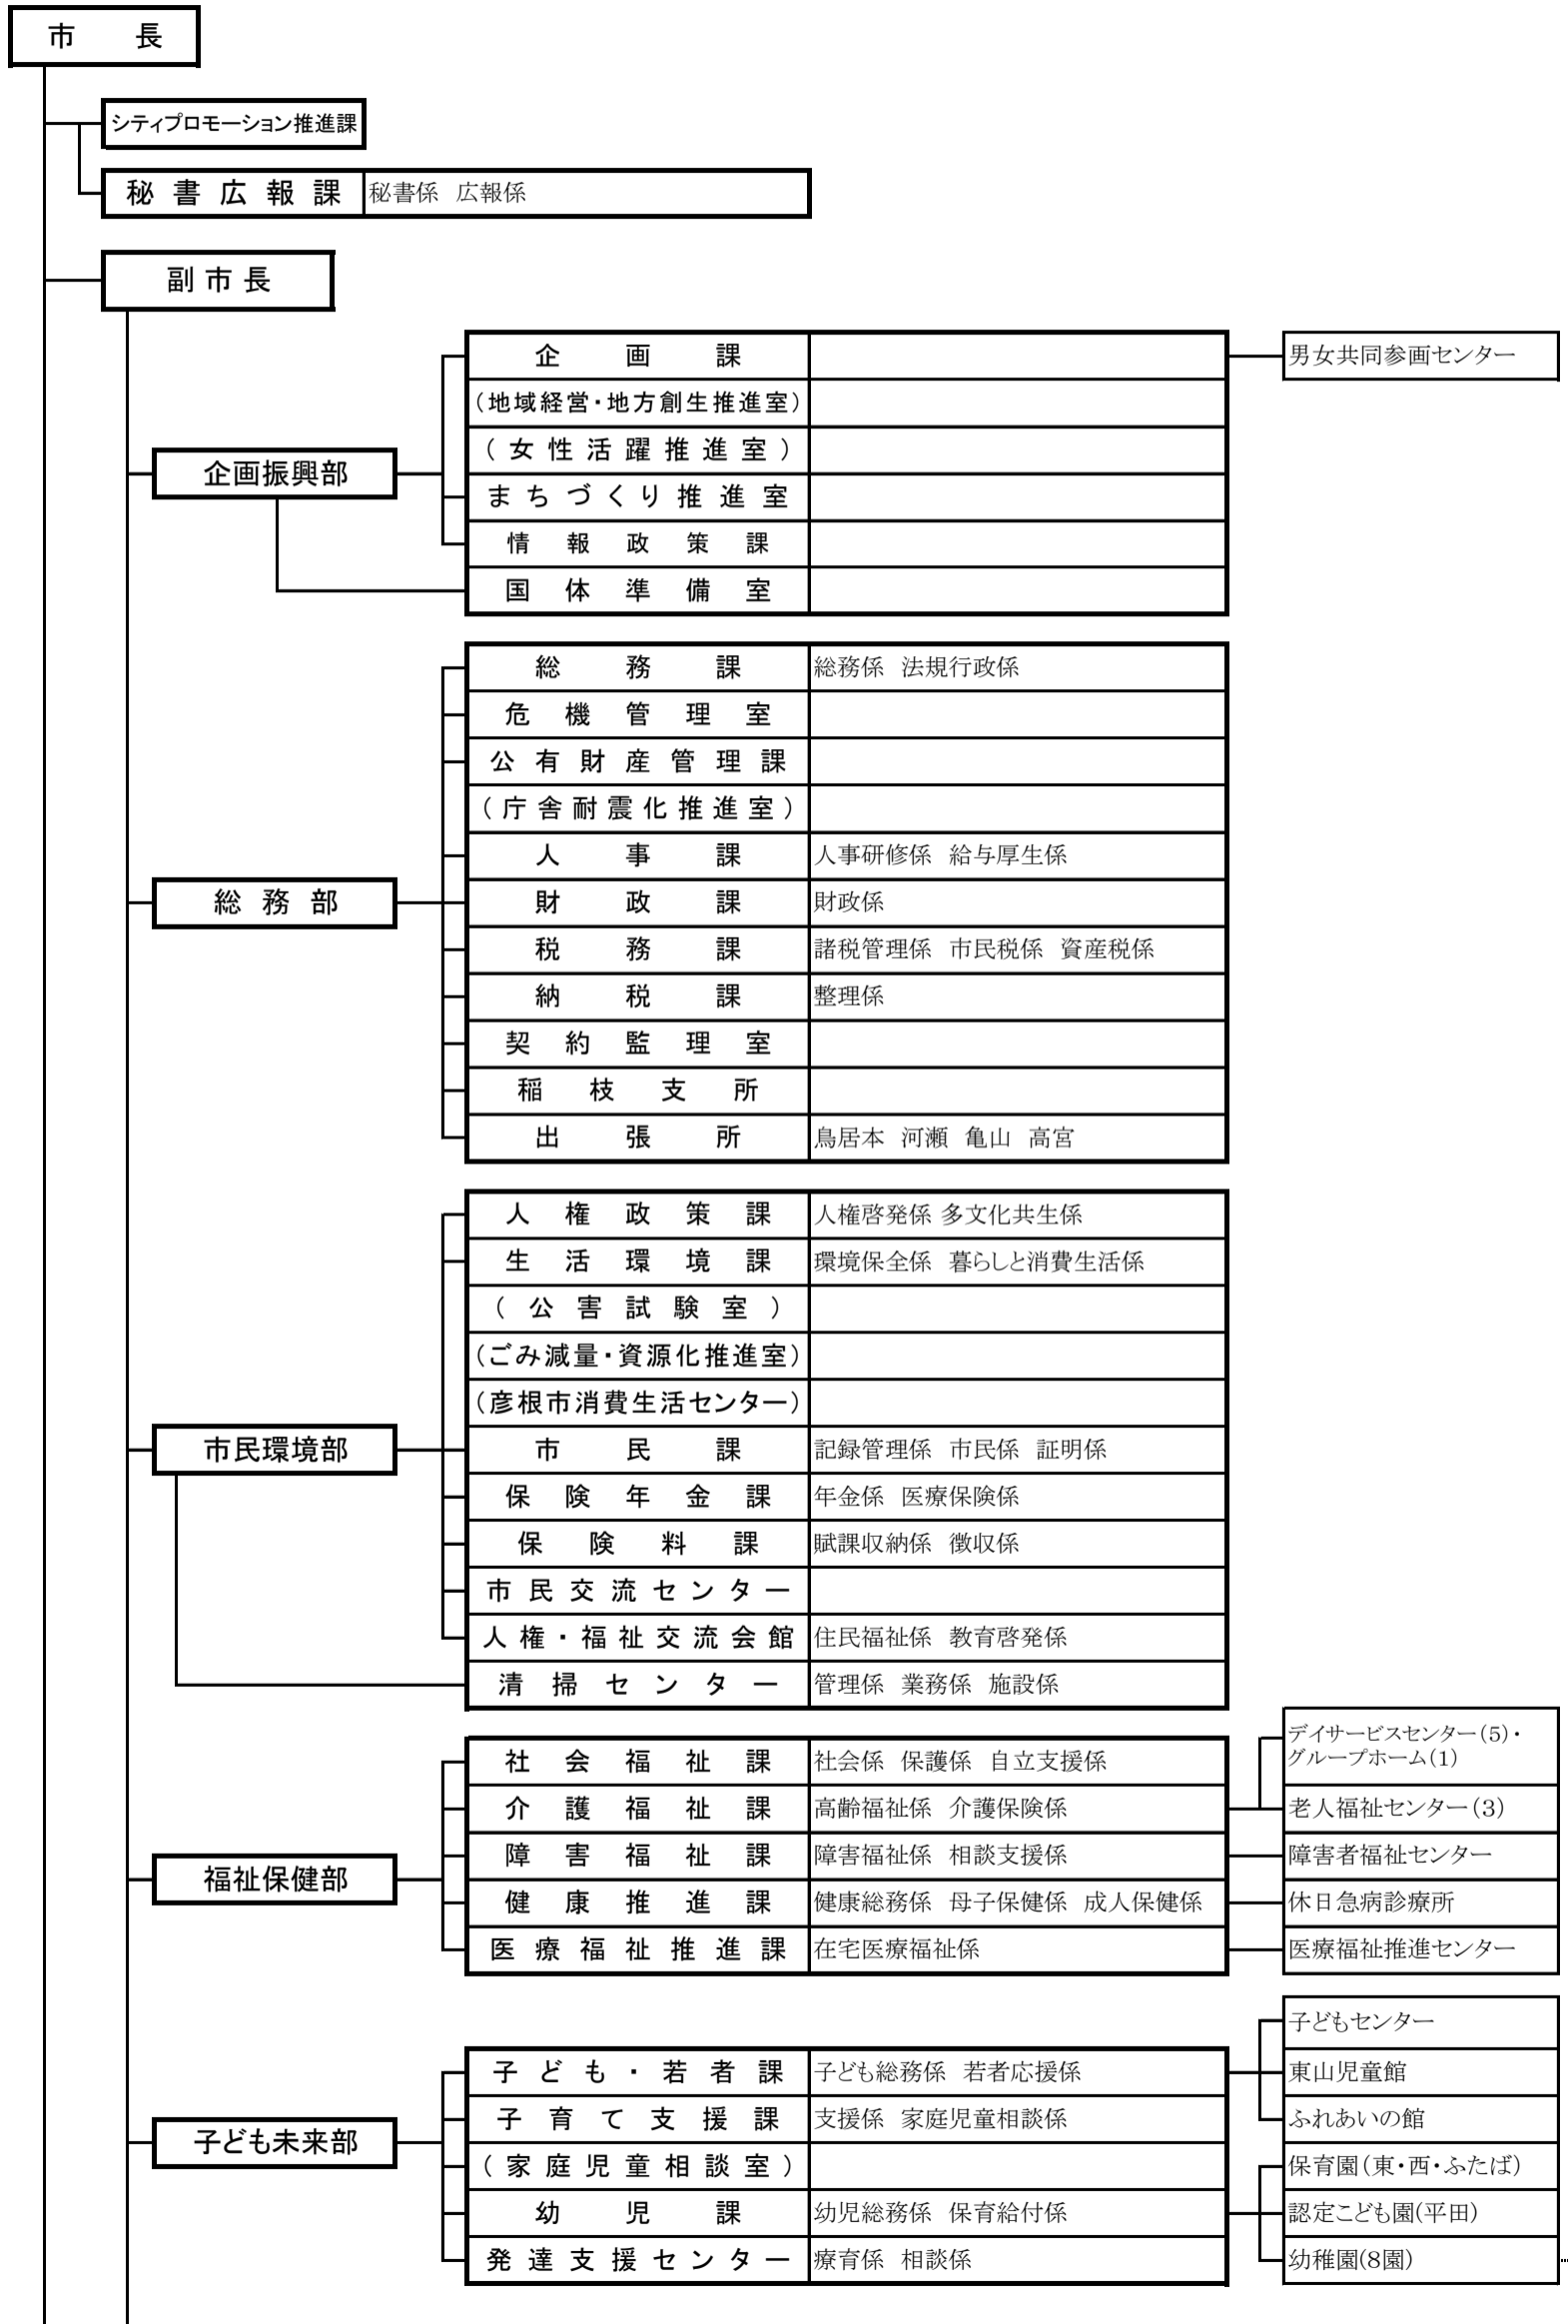 市長
シティプロモーション推進課
秘書広報課 秘書係 広報係
副市長
企画課 男女共同参画センター
(地域経営・地方創生推進室)
(女性活躍推進室)
企画振興部
まちづくり推進室
情報政策課
国体準備室
総務課 総務係 法規行政係
危機管理室
公有財産管理課
(庁舎耐震化推進室)
人事課 人事研修係 給与厚生係
総務部 財政課 財政係
税務課 諸税管理係 市民税係 資産税係
納税課 整理係
契約監理室
稲枝支所
出張所 鳥居本 河瀬 亀山 高宮
人権政策課 人権啓発係 多文化共生係
生活環境課 環境保全係 暮らしと消費生活係
(公害試験室)
(ごみ減量・資源化推進室)
(彦根市消費生活センター)
市民環境部 市民課 記録管理係 市民係 証明係
保険年金課 年金係 医療保険係
保険料課 賦課収納係 徴収係
市民交流センター
人権・福祉交流会館 住民福祉係 教育啓発係
清掃センター 管理係 業務係 施設係
デイサービスセンター(5)・
グループホーム(1)
社会福祉課 社会係 保護係 自立支援係
介護福祉課 高齢福祉係 介護保険係 老人福祉センター(3)
障害福祉課 障害福祉係 相談支援係 障害者福祉センター
福祉保健部
健康推進課 健康総務係 母子保健係 成人保健係 休日急病診療所
医療福祉推進課 在宅医療福祉係 医療福祉推進センター
子どもセンター
子ども・若者課 子ども総務係 若者応援係 東山児童館
子育て支援課 支援係 家庭児童相談係 ふれあいの館
子ども未来部
(家庭児童相談室) 保育園(東・西・ふたば)
幼児課 幼児総務係 保育給付係 認定こども園(平田)
発達支援センター 療育係 相談係 幼稚園(8園)